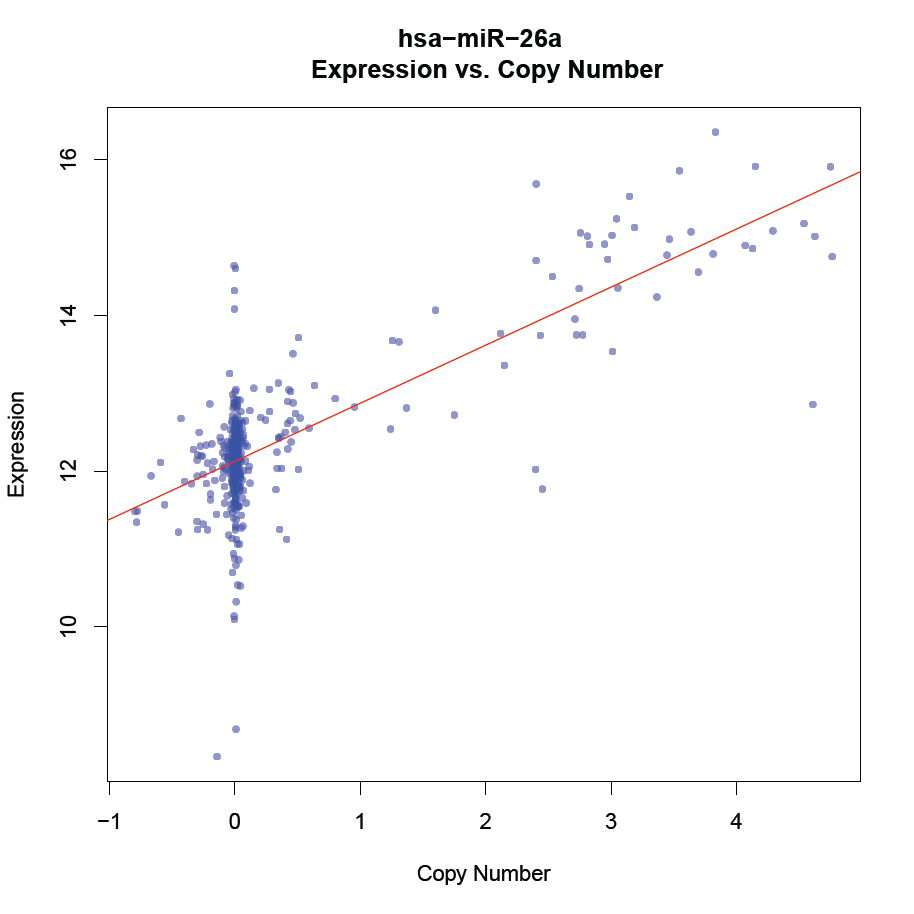 hsa−miR−26a
Expression vs. Copy Number
16
14
12
10
Expression
−1 0 1 2 3 4
Copy Number